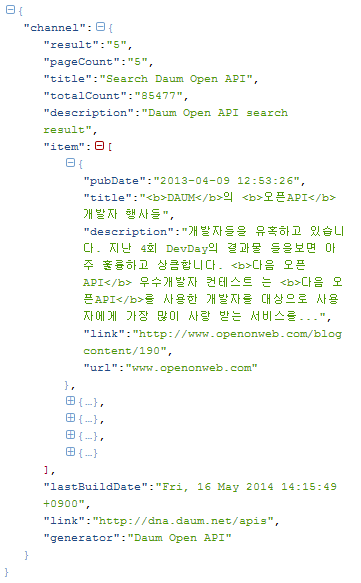 {
"channel":{
"result":"5",
"pageCount":"5",
"title":"Search Daum Open API",
"totalCount":"85477",
"description":"Daum Open API search
result",
"item":[
{
"pubDate":"2013-04-09 12:53:26",
"title":"<b>DAUM</b>의 <b>오픈API</b>
개발자 행사들",
"description":"개발자들을 유혹하고 있습니
다. 지난 4회 DevDay의 결과물 들을보면 아
주 훌륭하고 상큼합니다. <b>다음 오픈
API</b> 우수개발자 컨테스트 는 <b>다음 오
픈API</b>를 사용한 개발자를 대상으로 사용
자에게 가장 많이 사랑 받는 서비스를...",
"link":"http://www.openonweb.com/blog
content/190",
"url":"www.openonweb.com"
},
{…},
{…},
{…},
{…}
],
"lastBuildDate":"Fri, 16 May 2014 14:15:49
+0900",
"link":"http://dna.daum.net/apis",
"generator":"Daum Open API"
}
}